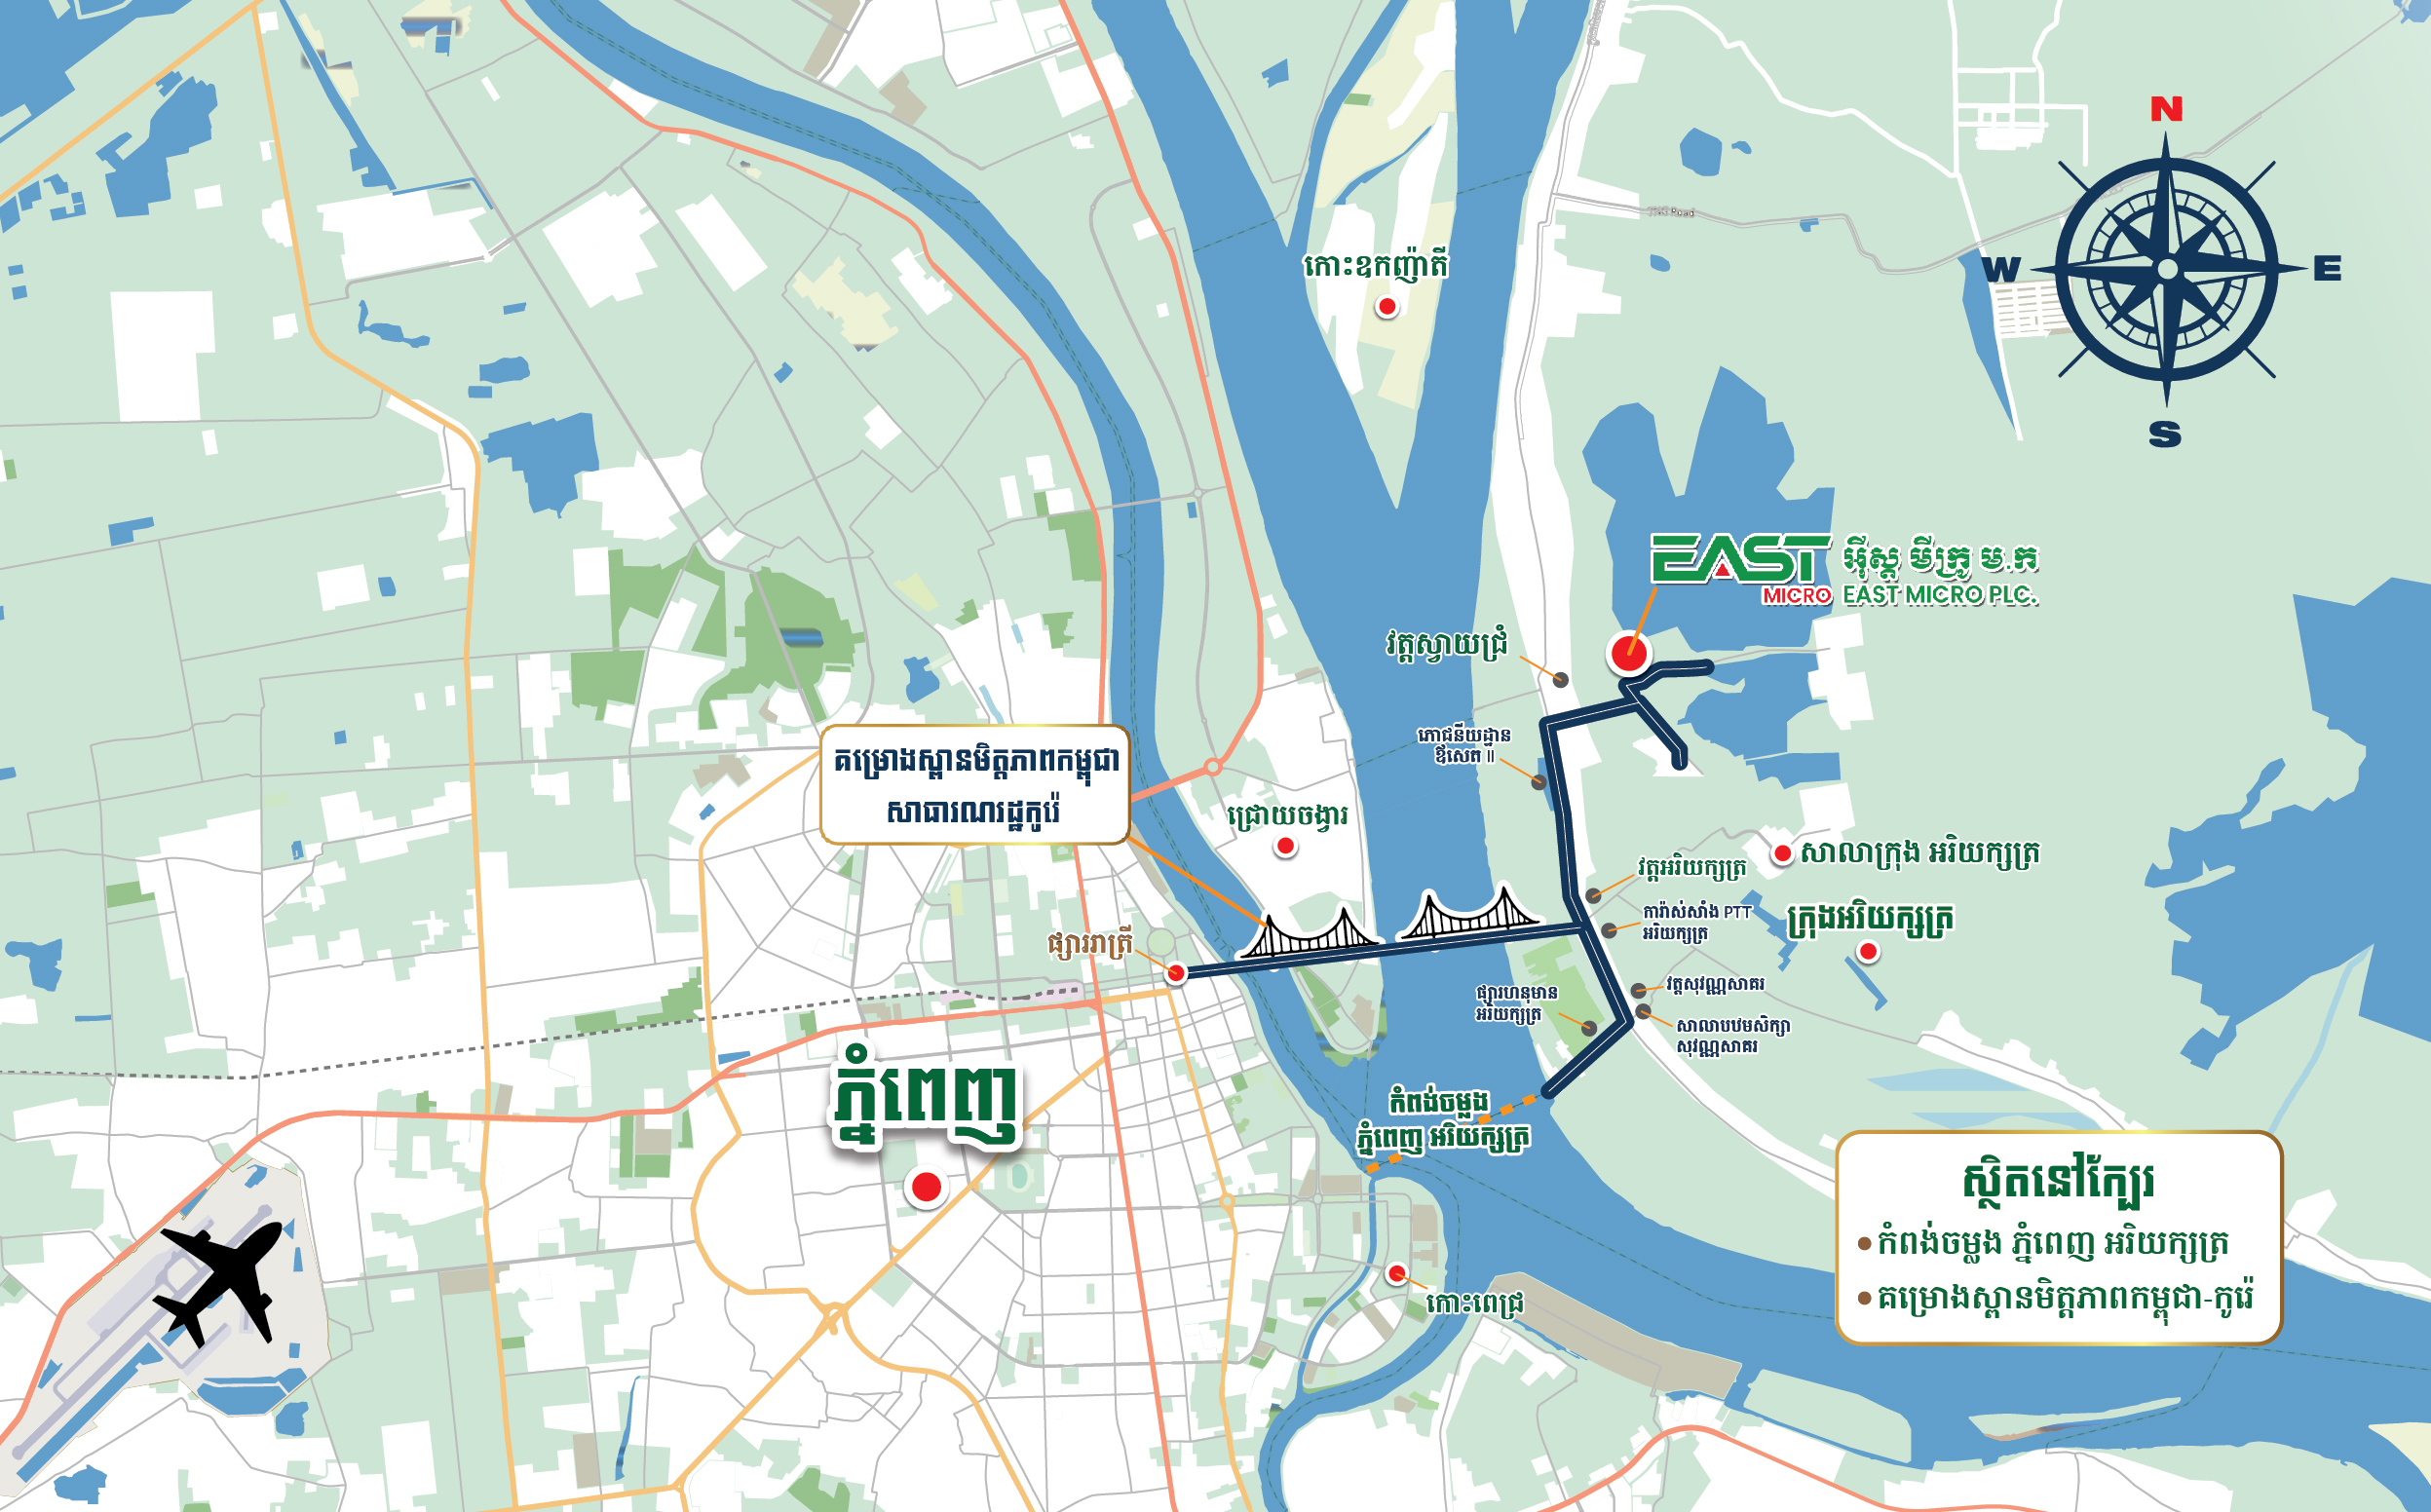 N
W
E
S
7342 Road
កោះឧកញ៉ាតី
EAST
MICRO
អ៊ីស្ត មីក្រូ ម.ក
EAST MICRO PLC.
វត្តស្វាយជ្រំ
ភោជនីយដ្ឋាន
ឪសេត II
គម្រោងស្ពានមិត្តភាពកម្ពុជា
សាធារណរដ្ឋកូរ៉េ
ជ្រោយចង្វារ
សាលាក្រុង អរិយក្សត្រ
វត្តអរិយក្សត្រ
ការ៉ាស់សាំង PTT
អរិយក្សត្រ
ក្រុងអរិយក្សត្រ
ផ្សាររាត្រី
វត្តសុវណ្ណសាគរ
ផ្សារហនុមាន
អរិយក្សត្រ
សាលាបឋមសិក្សា
សុវណ្ណសាគរ
ភ្នំពេញ
កំពង់ចម្លង
ភ្នំពេញ អរិយក្សត្រ
កោះពេជ្រ
ស្ថិតនៅក្បែរ
កំពង់ចម្លង ភ្នំពេញ អរិយក្សត្រ
គម្រោងស្ពានមិត្តភាពកម្ពុជា-កូរ៉េ